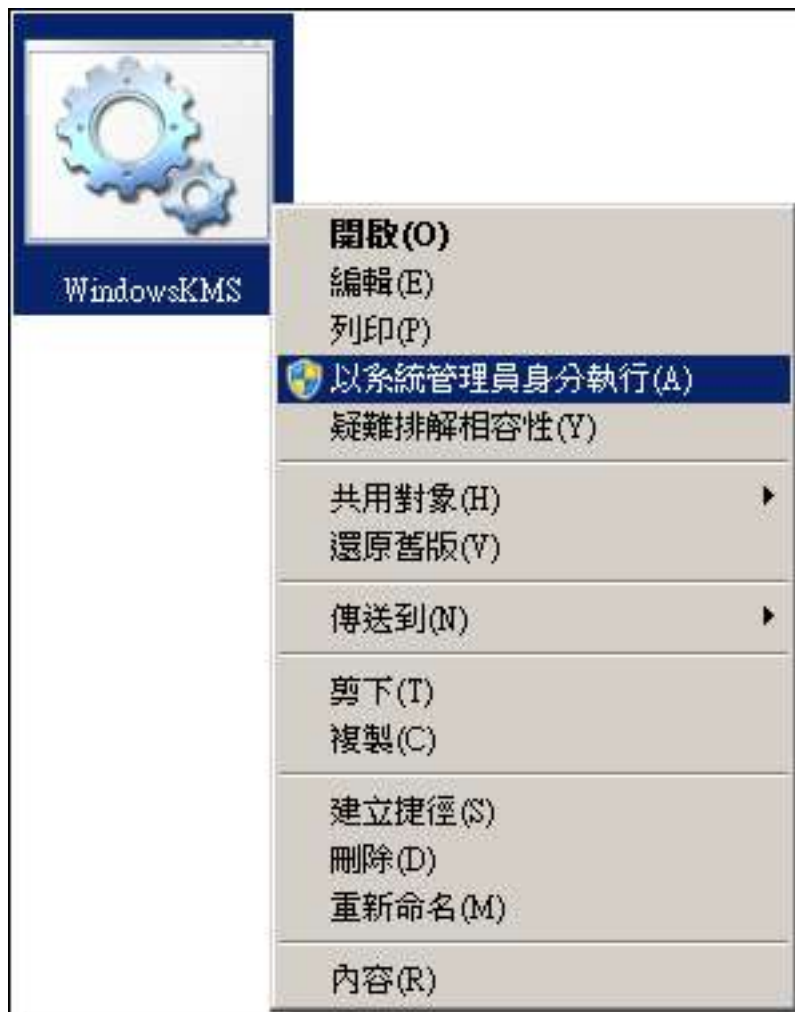 WindowsKMS
開啟(O)
編輯(E)
列印(P)
以系統管理員身分執行(A)
疑難排解相容性(Y)
共用對象(H)
還原舊版(V)
傳送到(N)
剪下(T)
複製(C)
建立捷徑(S)
刪除(D)
重新命名(M)
內容(R)